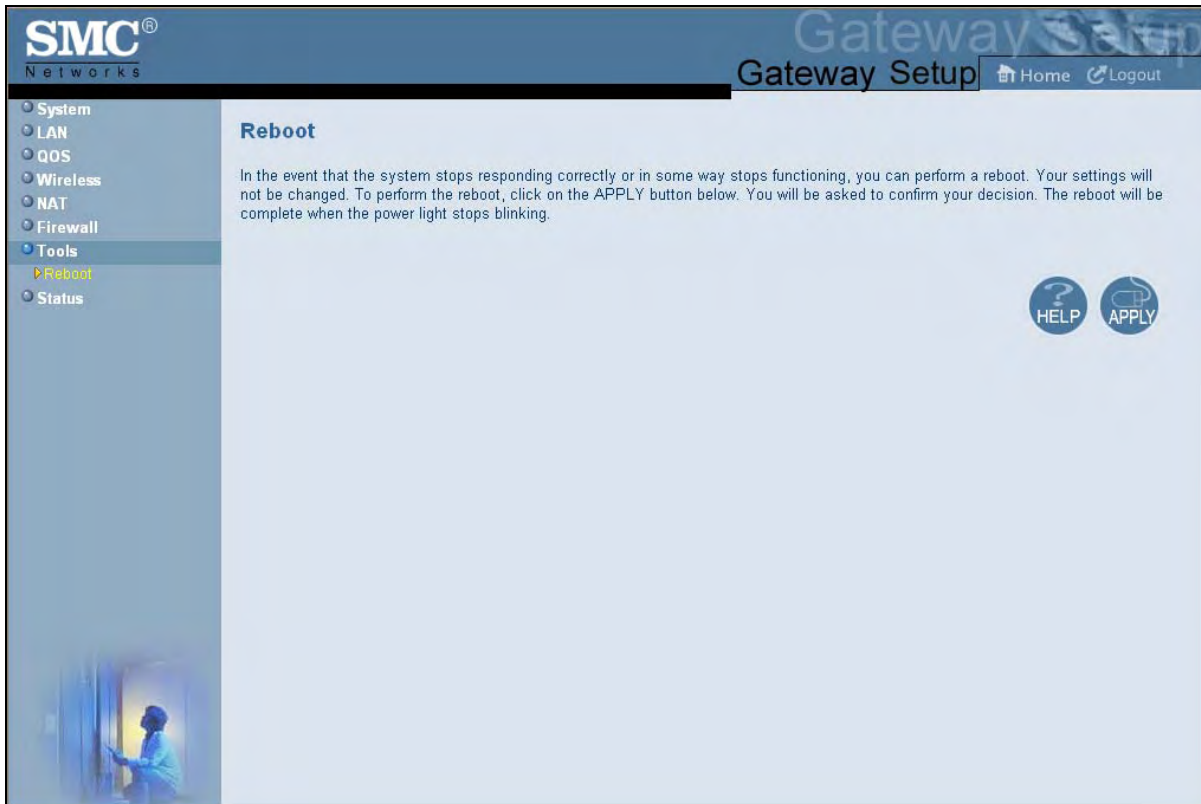 SMC®
Networks
Gateway Setup
Gateway Setup
Home
Logout
System
LAN
QOS
Wireless
NAT
Firewall
Tools
Reboot
Status
Reboot
In the event that the system stops responding correctly or in some way stops functioning, you can perform a reboot. Your settings will
not be changed. To perform the reboot, click on the APPLY button below. You will be asked to confirm your decision. The reboot will be
complete when the power light stops blinking.
HELP
APPLY